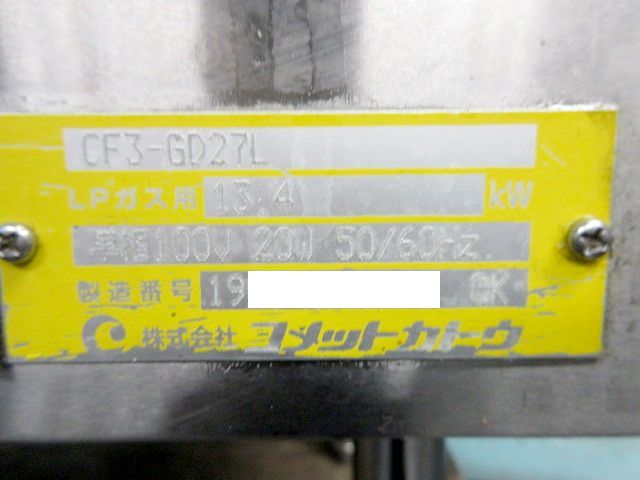 CF3-GD27L
LPガス用 13.4 kW
単相100V 20W 50/60Hz
製造番号 19 GK
株式会社 コメットカトウ